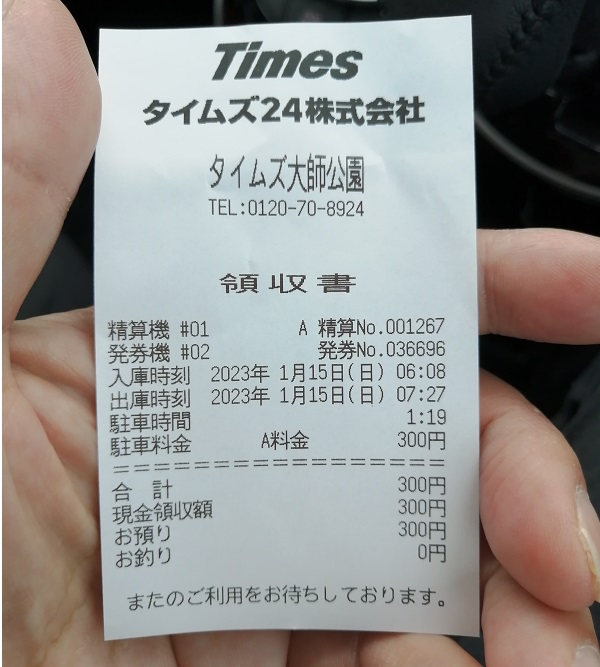 Times
タイムズ24株式会社
タイムズ大師公園
TEL:0120-70-8924
領収書
精算機 #01 A 精算No.001267
発券機 #02 発券No.036696
入庫時刻 2023年 1月15日(日) 06:08
出庫時刻 2023年 1月15日(日) 07:27
駐車時間 1:19
駐車料金 A料金 300円
合 計 300円
現金領収額 300円
お預り 300円
お釣り 0円
またのご利用をお待ちしております。